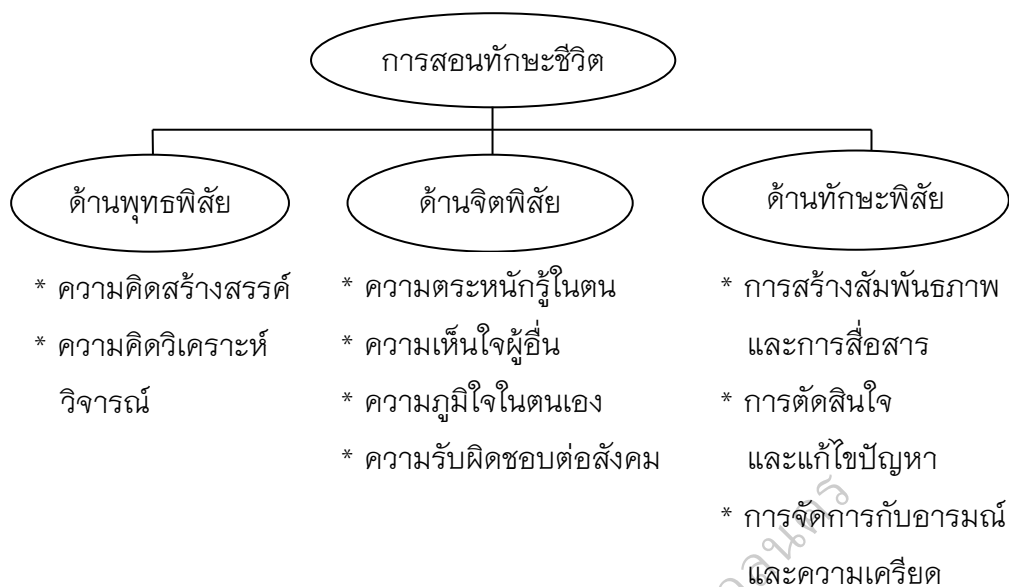 การสอนทักษะชีวิต
ด้านพุทธพิสัย
* ความคิดสร้างสรรค์
* ความคิดวิเคราะห์
วิจารณ์
ด้านจิตพิสัย
* ความตระหนักรู้ในตน
* ความเห็นใจผู้อื่น
* ความภูมิใจในตนเอง
* ความรับผิดชอบต่อสังคม
ด้านทักษะพิสัย
* การสร้างสัมพันธภาพ
และการสื่อสาร
* การตัดสินใจ
และแก้ไขปัญหา
* การจัดการกับอารมณ์
และความเครียด